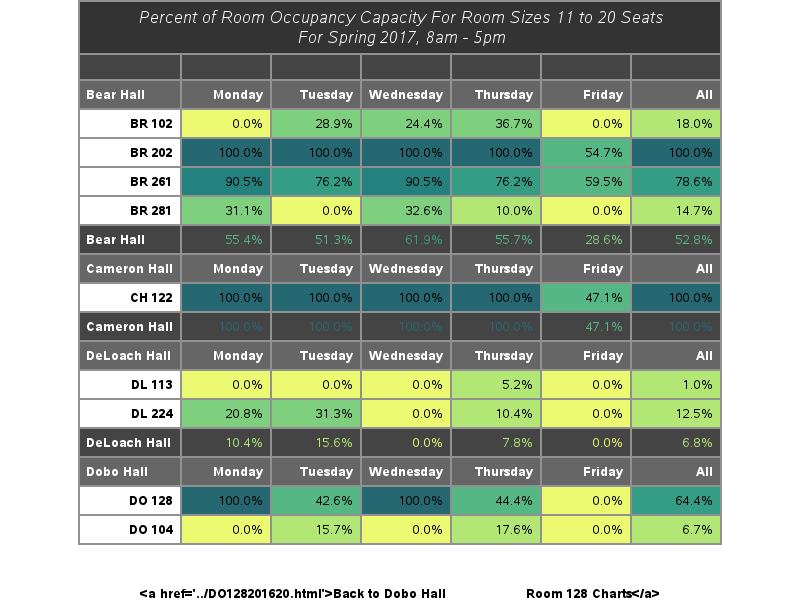 Percent of Room Occupancy Capacity For Room Sizes 11 to 20 Seats
For Spring 2017, 8am - 5pm
Bear Hall Monday Tuesday Wednesday Thursday Friday All
BR 102 0.0% 28.9% 24.4% 36.7% 0.0% 18.0%
BR 202 100.0% 100.0% 100.0% 100.0% 54.7% 100.0%
BR 261 90.5% 76.2% 90.5% 76.2% 59.5% 78.6%
BR 281 31.1% 0.0% 32.6% 10.0% 0.0% 14.7%
Bear Hall 55.4% 51.3% 61.9% 55.7% 28.6% 52.8%
Cameron Hall Monday Tuesday Wednesday Thursday Friday All
CH 122 100.0% 100.0% 100.0% 100.0% 47.1% 100.0%
Cameron Hall 100.0% 100.0% 100.0% 100.0% 47.1% 100.0%
DeLoach Hall Monday Tuesday Wednesday Thursday Friday All
DL 113 0.0% 0.0% 0.0% 5.2% 0.0% 1.0%
DL 224 20.8% 31.3% 0.0% 10.4% 0.0% 12.5%
DeLoach Hall 10.4% 15.6% 0.0% 7.8% 0.0% 6.8%
Dobo Hall Monday Tuesday Wednesday Thursday Friday All
DO 128 100.0% 42.6% 100.0% 44.4% 0.0% 64.4%
DO 104 0.0% 15.7% 0.0% 17.6% 0.0% 6.7%
<a href='../DO128201620.html'>Back to Dobo Hall Room 128 Charts</a>